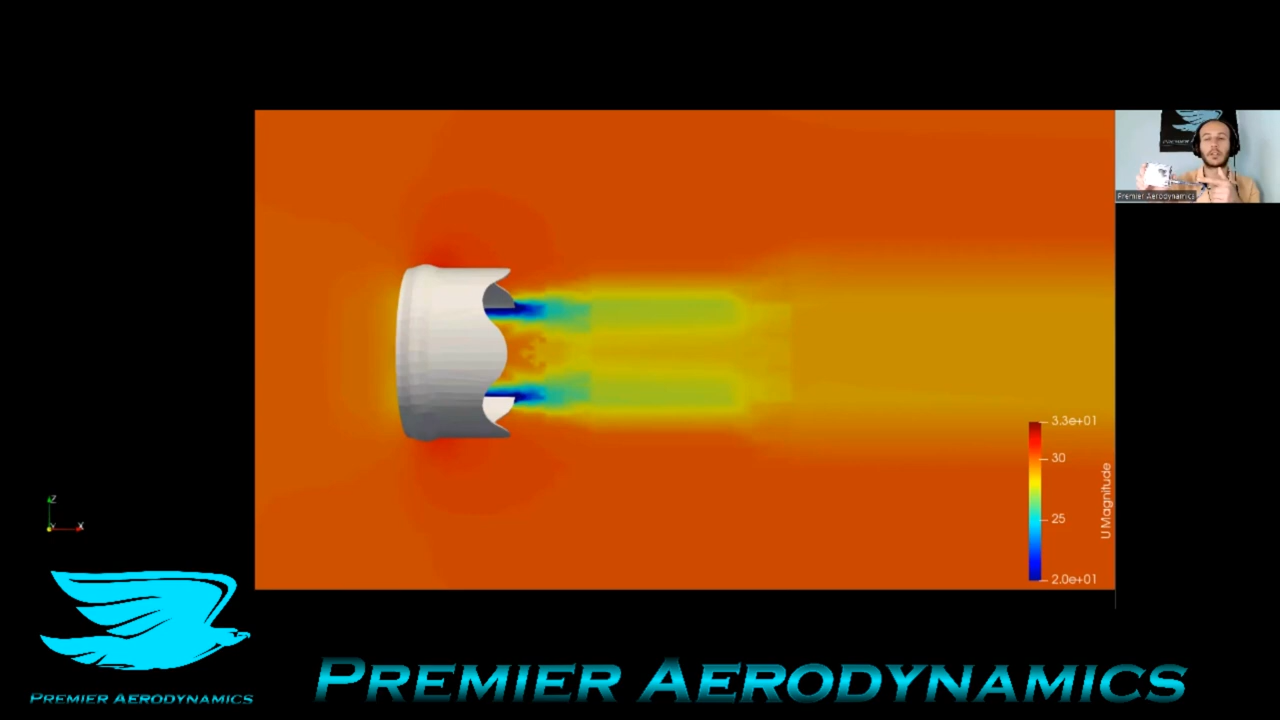 Premier Aerodynamics
3.3e+01
30
25
2.0e+01
U Magnitude
Z
Y
X
PREMIER AERODYNAMICS
PREMIER AERODYNAMICS